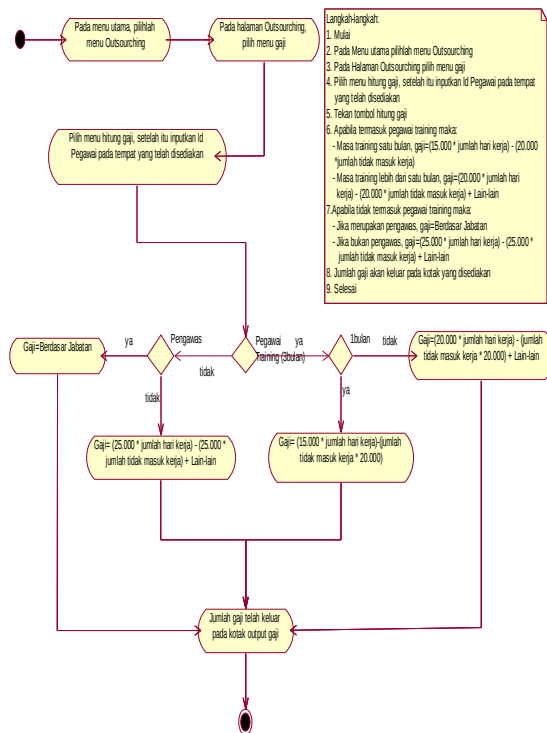 Pada menu utama, pilihlah
menu Outsourching
Pada halaman Outsourching,
pilih menu gaji
Langkah-langkah:
1. Mulai
2. Pada Menu utama pilihlah menu Outsourching
3. Pada Halaman Outsourching pilih menu gaji
4. Pilih menu hitung gaji, setelah itu inputkan Id Pegawai pada tempat
yang telah disediakan
5. Tekan tombol hitung gaji
6. Apabila termasuk pegawai training maka:
- Masa training satu bulan, gaji=(15.000 * jumlah hari kerja) - (20.000
*jumlah tidak masuk kerja)
- Masa training lebih dari satu bulan, gaji=(20.000 * jumlah hari
kerja) - (20.000 * jumlah tidak masuk kerja) + Lain-lain
7.Apabila tidak termasuk pegawai training maka:
- Jika merupakan pengawas, gaji=Berdasar Jabatan
- Jika bukan pengawas, gaji=(25.000 * jumlah hari kerja) - (25.000 *
jumlah tidak masuk kerja) + Lain-lain
8. Jumlah gaji akan keluar pada kotak yang disediakan
9. Selesai
Pilih menu hitung gaji, setelah itu inputkan Id
Pegawai pada tempat yang telah disediakan
Gaji=Berdasar Jabatan
ya
Pengawas
tidak
Pegawai
Training (3bulan)
ya
1bulan
tidak
Gaji=(20.000 * jumlah hari kerja) - (jumlah
tidak masuk kerja * 20.000) + Lain-lain
tidak
ya
Gaji= (25.000 * jumlah hari kerja) - (25.000 *
jumlah tidak masuk kerja) + Lain-lain
Gaji= (15.000 * jumlah hari kerja)-(jumlah
tidak masuk kerja * 20.000)
Jumlah gaji telah keluar
pada kotak output gaji